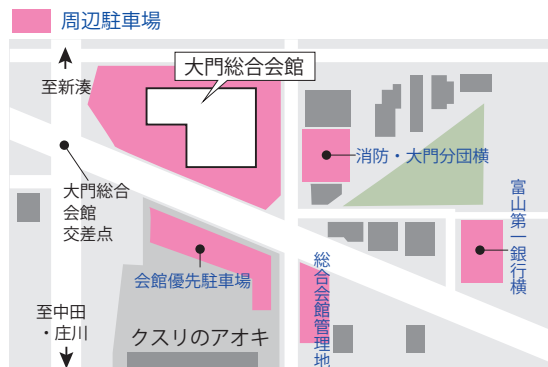 周辺駐車場
大門総合会館
至新湊
消防・大門分団横
大門総合
会館
交差点
富山第一銀行横
会館優先駐車場
総合会館管理地
至中田
・庄川
クスリのアオキ